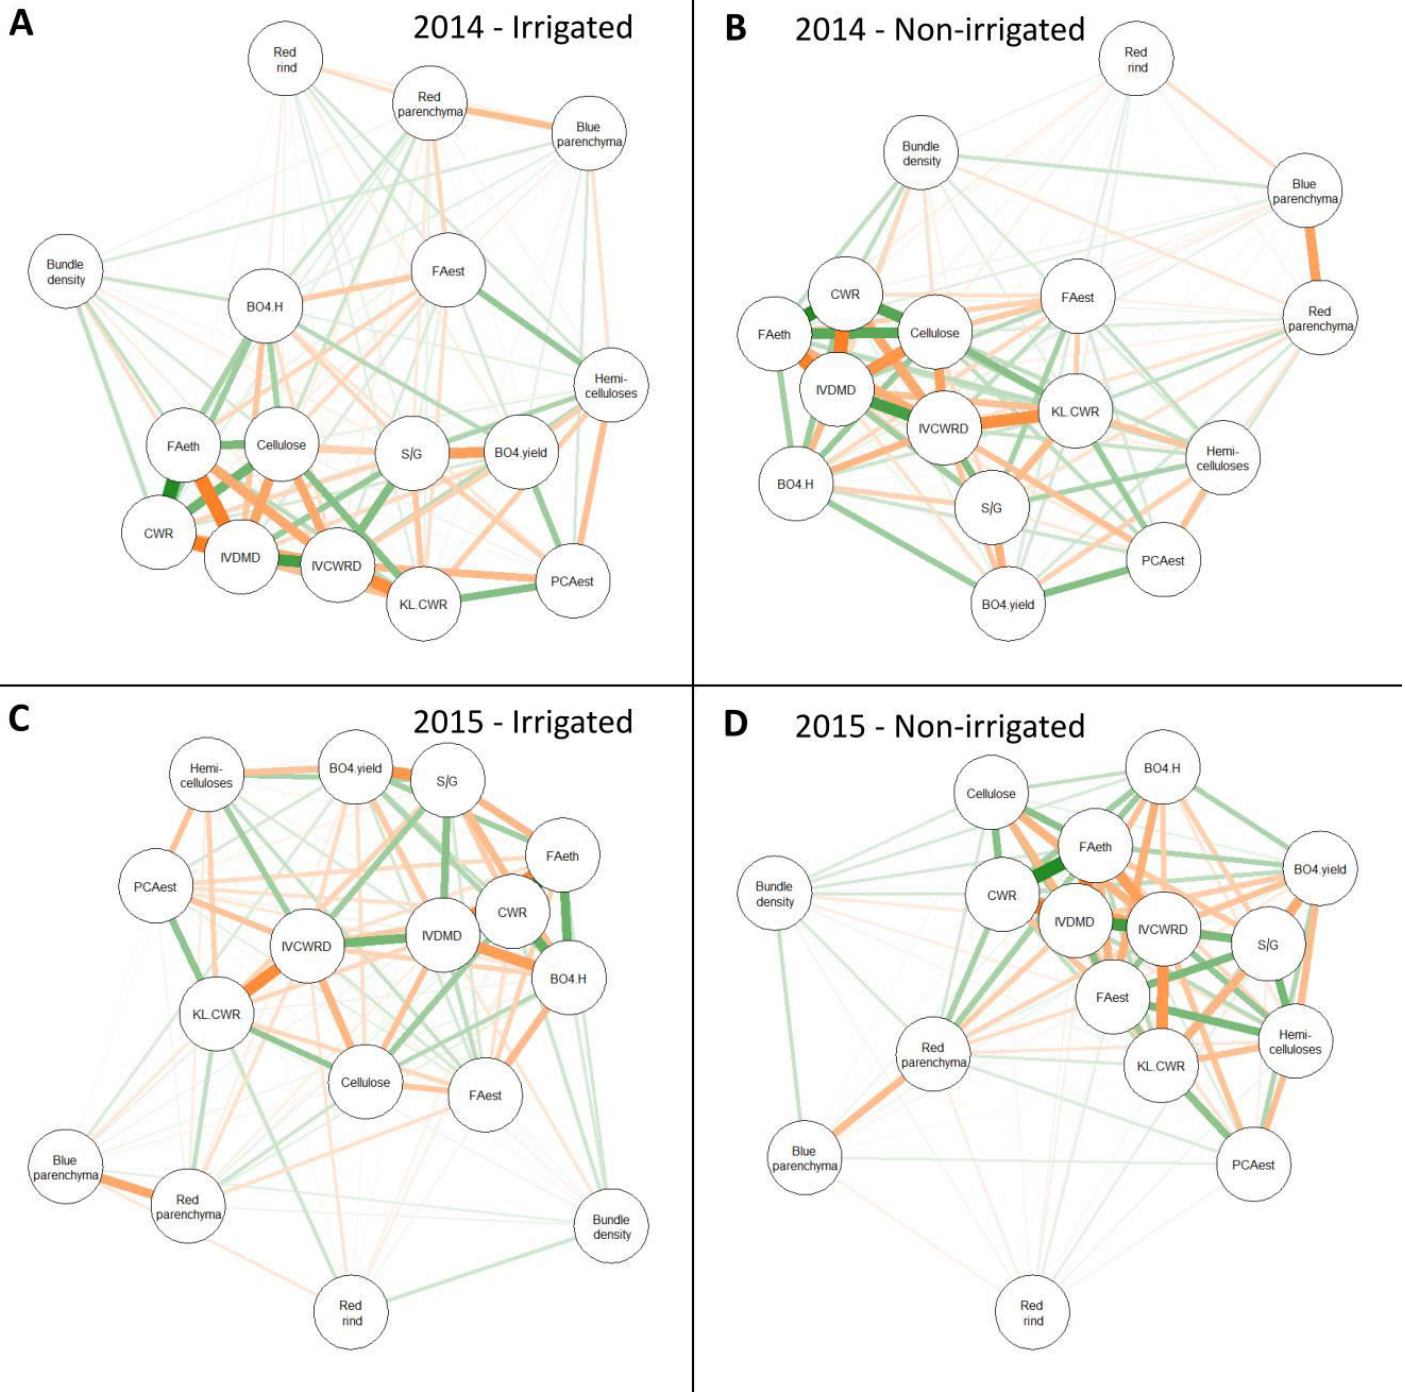 A
2014 - Irrigated
Red
rind
Red
parenchyma
Blue
parenchyma
Bundle
density
BO4.H
FAest
Hemi-
celluloses
FAeth
Cellulose
S/G
BO4.yield
CWR
IVDMD
IVCWRD
KL.CWR
PCAest
B
2014 - Non-irrigated
Red
rind
Bundle
density
Blue
parenchyma
CWR
FAest
Red
parenchyma
FAeth
Cellulose
IVDMD
IVCWRD
KL.CWR
BO4.H
Hemi-
celluloses
S/G
PCAest
BO4.yield
C
2015 - Irrigated
Hemi-
celluloses
BO4.yield
S/G
FAeth
PCAest
CWR
IVCWRD
IVDMD
BO4.H
KL.CWR
Cellulose
FAest
Blue
parenchyma
Red
parenchyma
Bundle
density
Red
rind
D
2015 - Non-irrigated
BO4.H
Cellulose
FAeth
BO4.yield
Bundle
density
CWR
IVDMD
IVCWRD
S/G
FAest
Red
parenchyma
Hemi-
celluloses
KL.CWR
Blue
parenchyma
PCAest
Red
rind